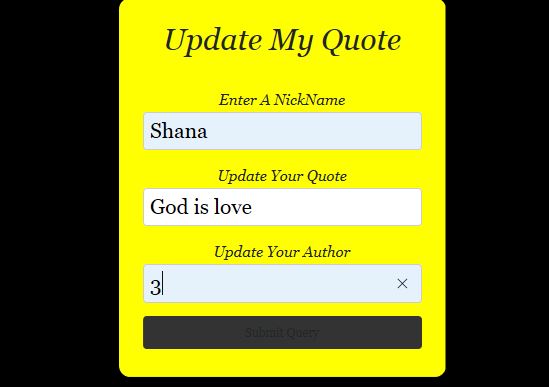 Update My Quote
Enter A NickName
Shana
Update Your Quote
God is love
Update Your Author
3
Submit Query